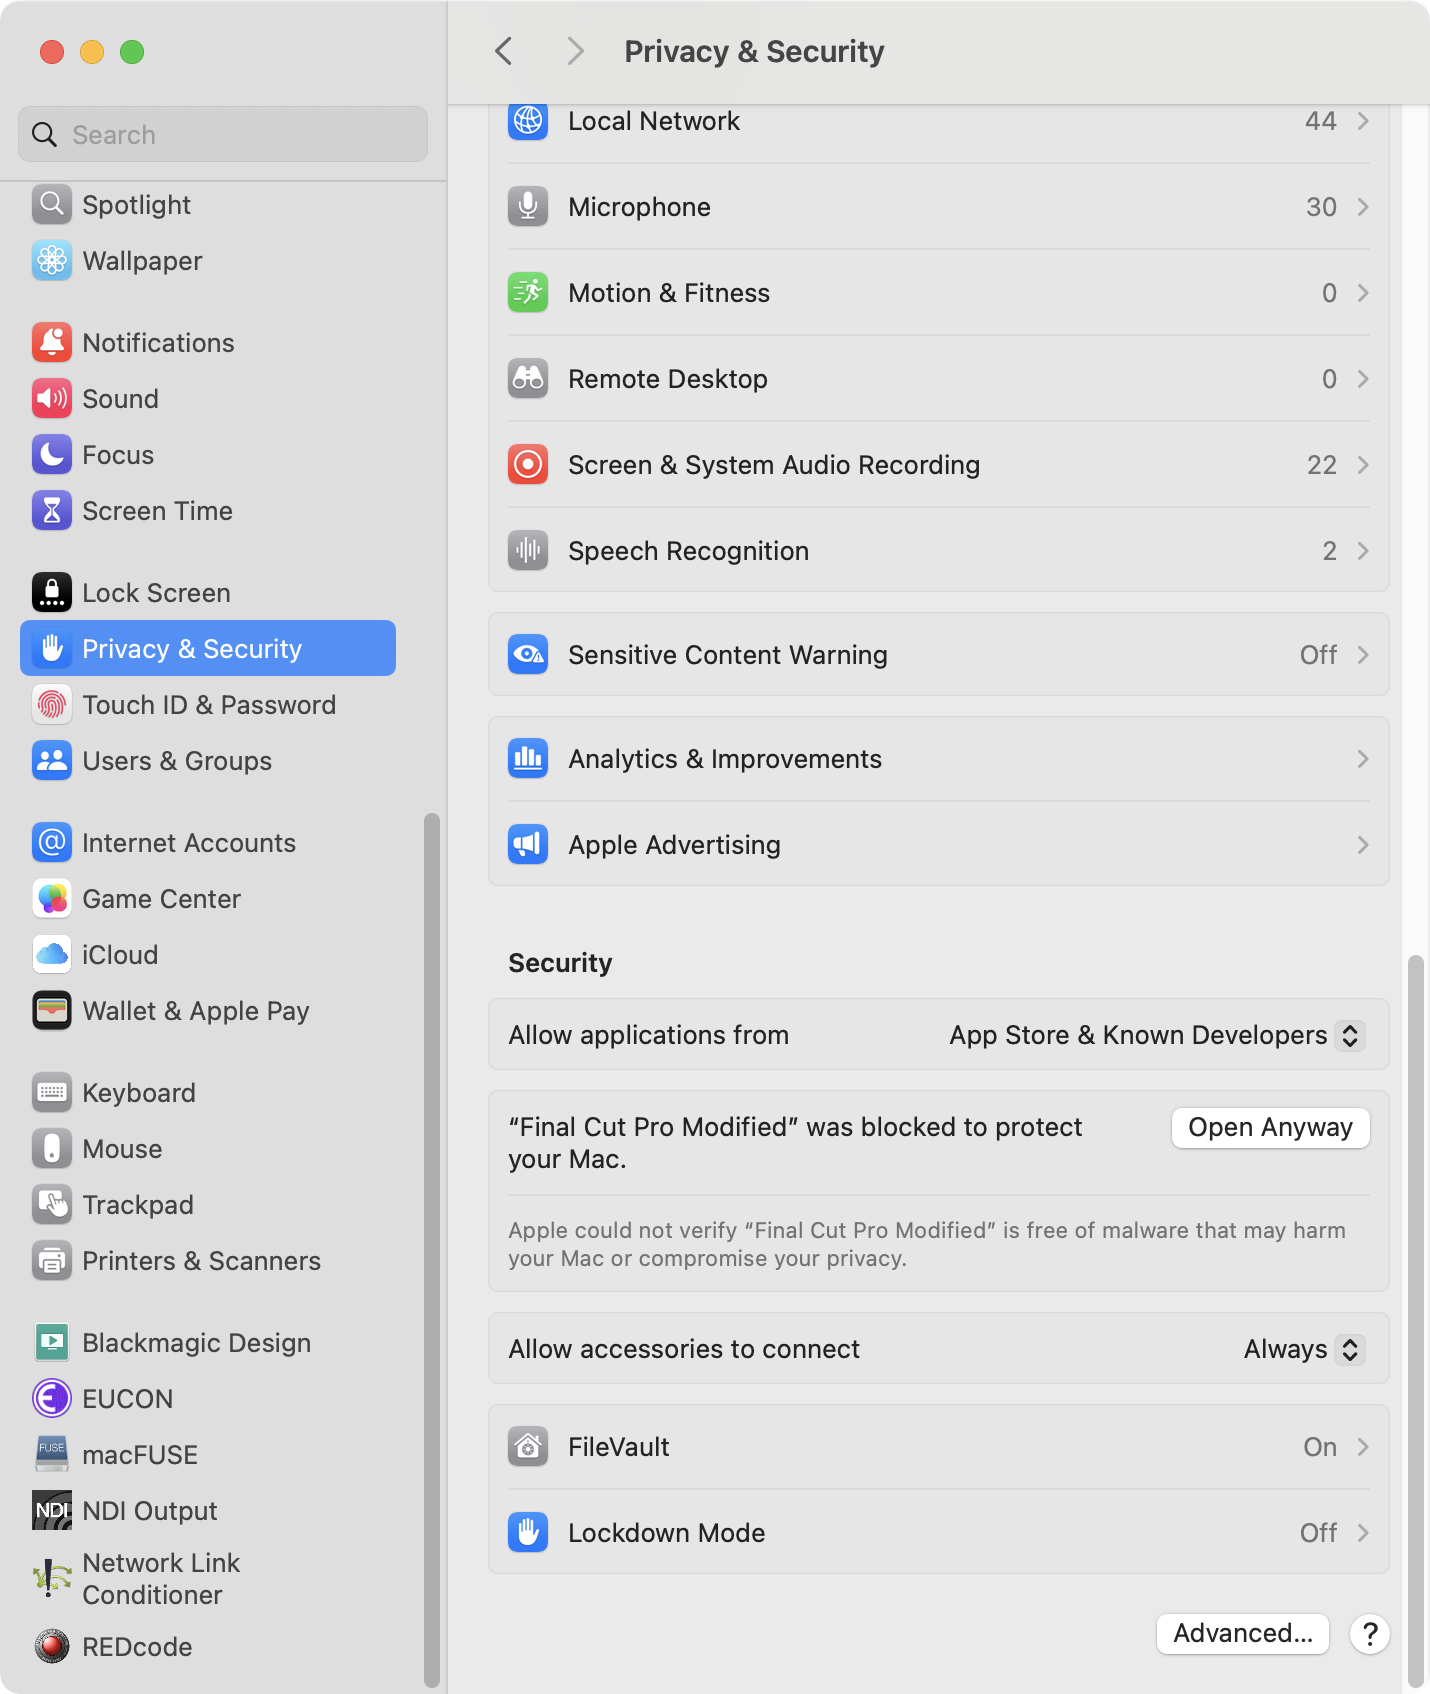 Privacy & Security
Search
Spotlight
Wallpaper
Notifications
Sound
Focus
Screen Time
Lock Screen
Privacy & Security
Touch ID & Password
Users & Groups
Internet Accounts
Game Center
iCloud
Wallet & Apple Pay
Keyboard
Mouse
Trackpad
Printers & Scanners
Blackmagic Design
EUCON
FUSE
macFUSE
NDI
NDI Output
Network Link
Conditioner
REDcode
Local Network 44
Microphone 30
Motion & Fitness 0
Remote Desktop 0
Screen & System Audio Recording 22
Speech Recognition 2
Sensitive Content Warning Off
Analytics & Improvements
Apple Advertising
Security
Allow applications from App Store & Known Developers
“Final Cut Pro Modified” was blocked to protect
your Mac.
Open Anyway
Apple could not verify “Final Cut Pro Modified” is free of malware that may harm
your Mac or compromise your privacy.
Allow accessories to connect Always
FileVault On
Lockdown Mode Off
Advanced... ?